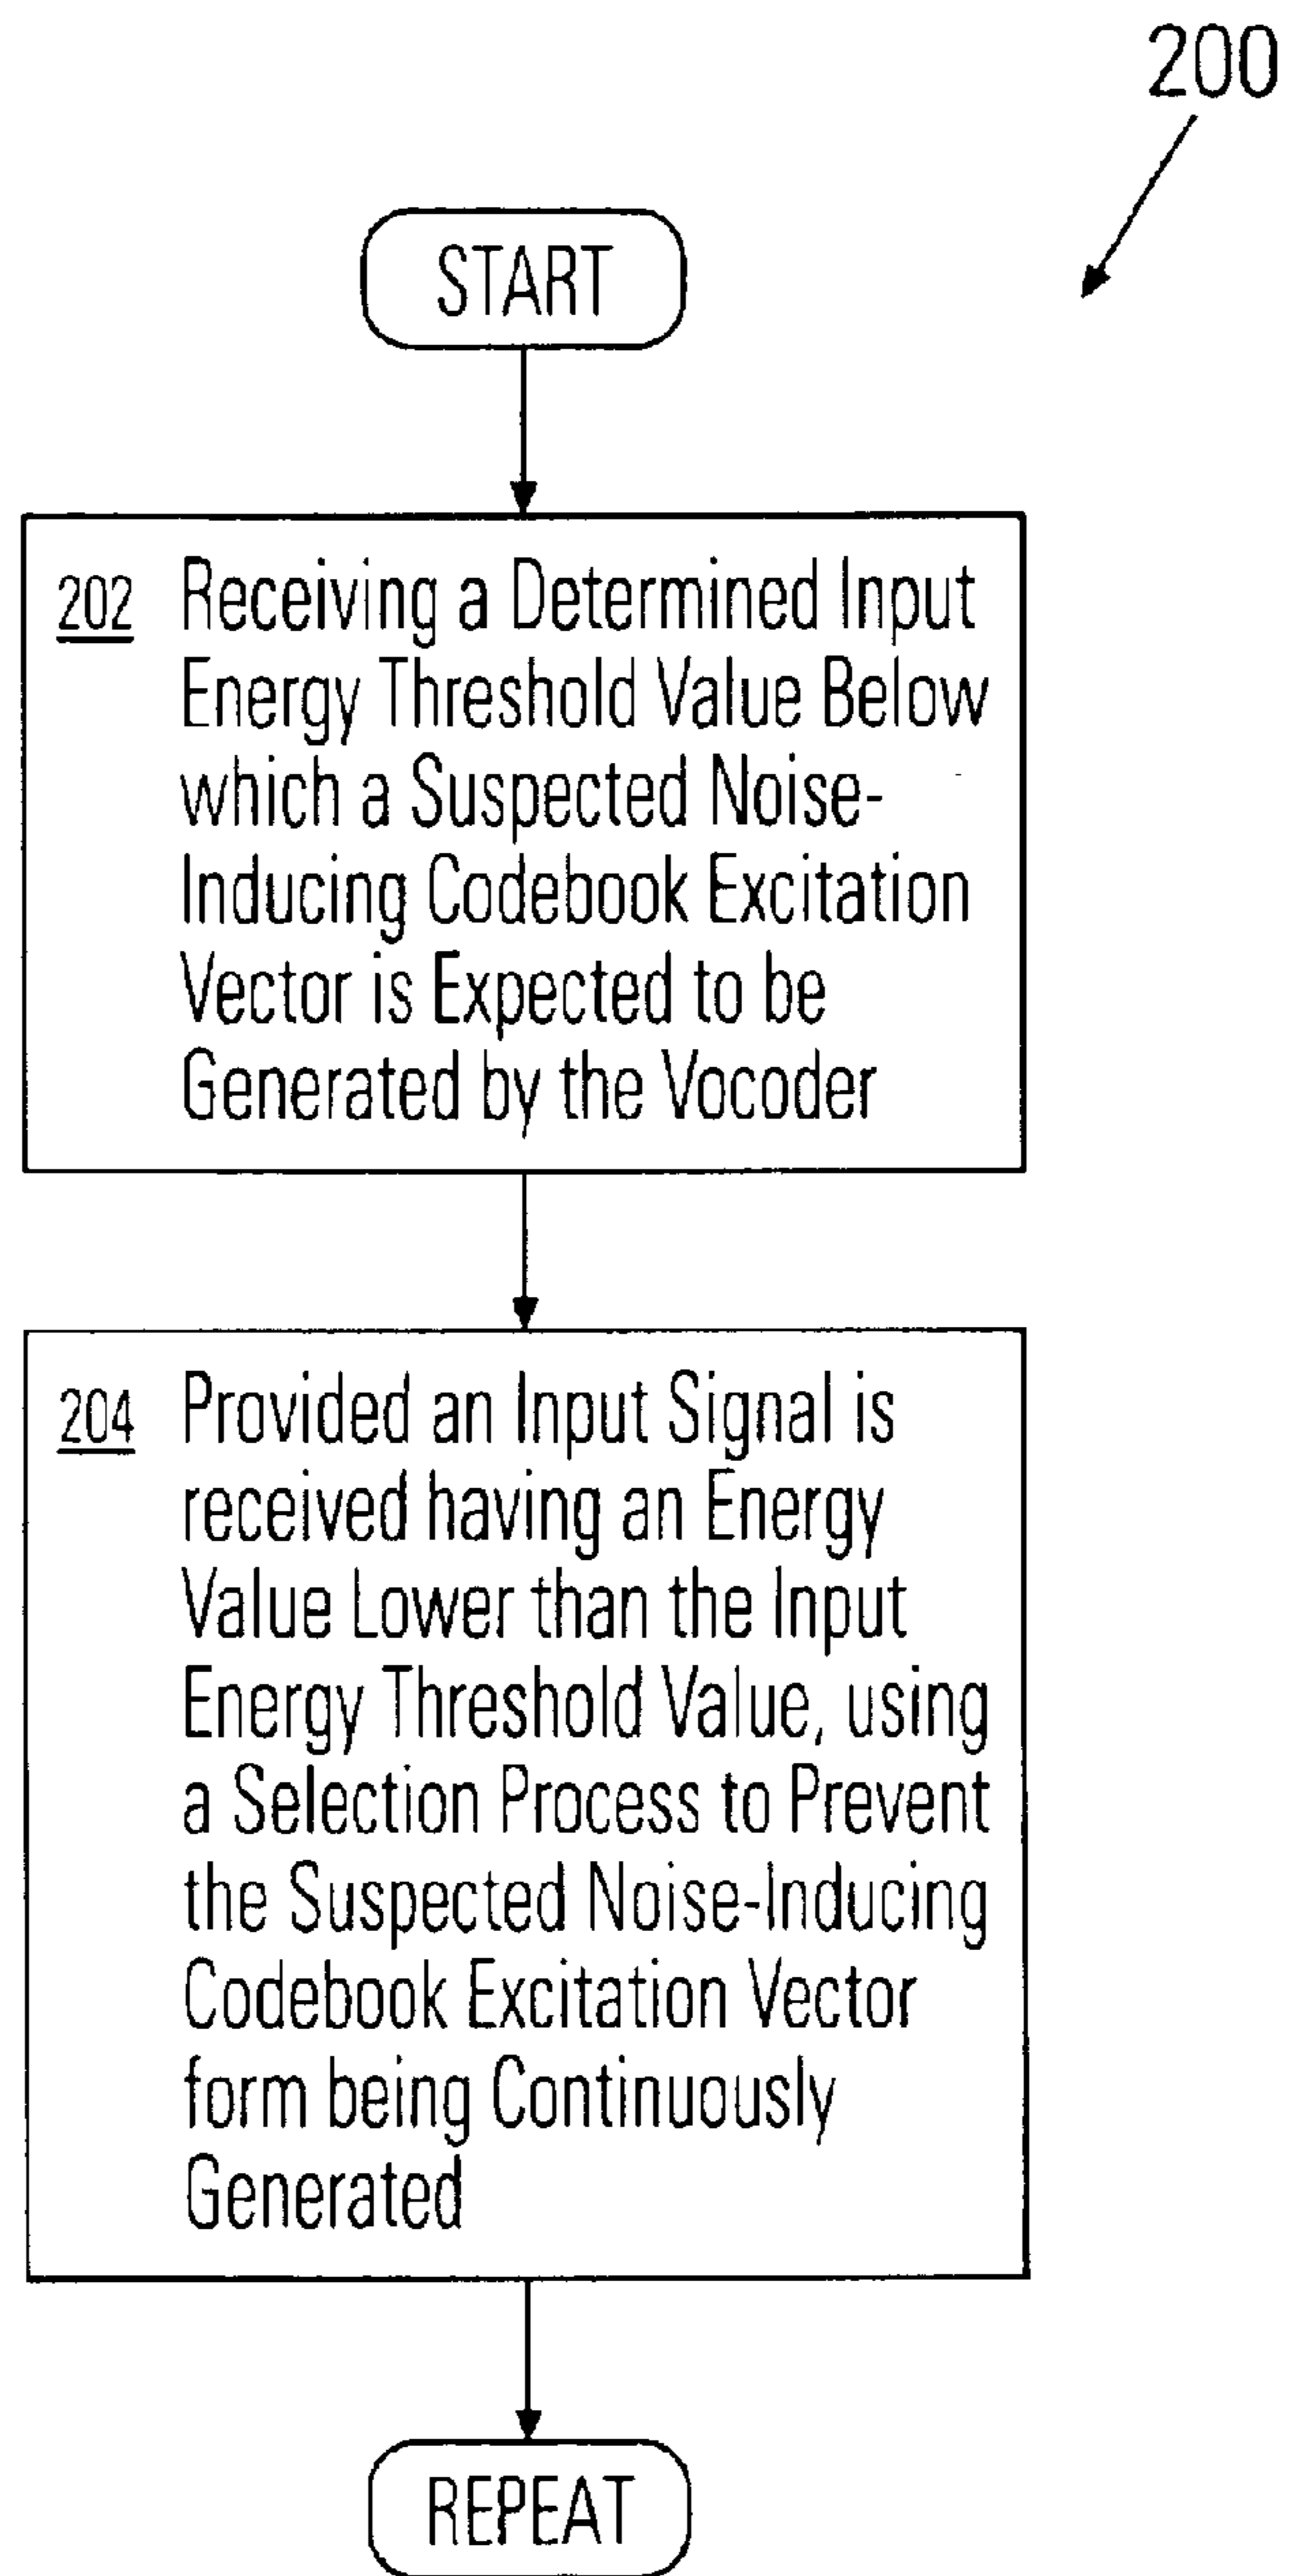 200
START
202 Receiving a Determined Input
Energy Threshold Value Below
which a Suspected Noise-
Inducing Codebook Excitation
Vector is Expected to be
Generated by the Vocoder
204 Provided an Input Signal is
received having an Energy
Value Lower than the Input
Energy Threshold Value, using
a Selection Process to Prevent
the Suspected Noise-Inducing
Codebook Excitation Vector
form being Continuously
Generated
REPEAT